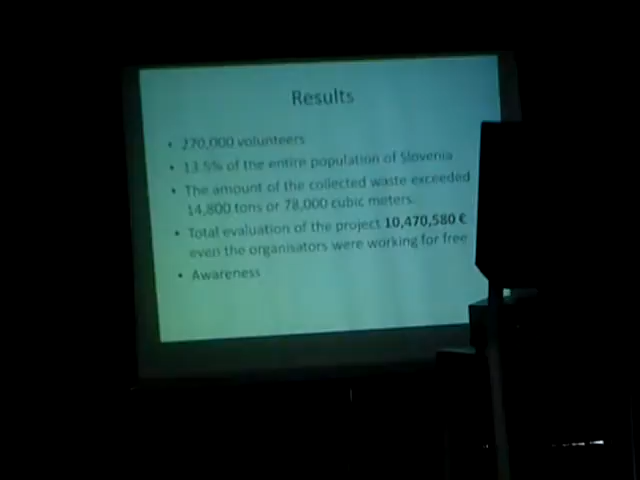 Results
• 270,000 volunteers
• 13.5% of the entire population of Slovenia
• The amount of the collected waste exceeded
14,800 tons or 78,000 cubic meters.
• Total evaluation of the project 10,470,580 €
even the organisators were working for free
• Awareness